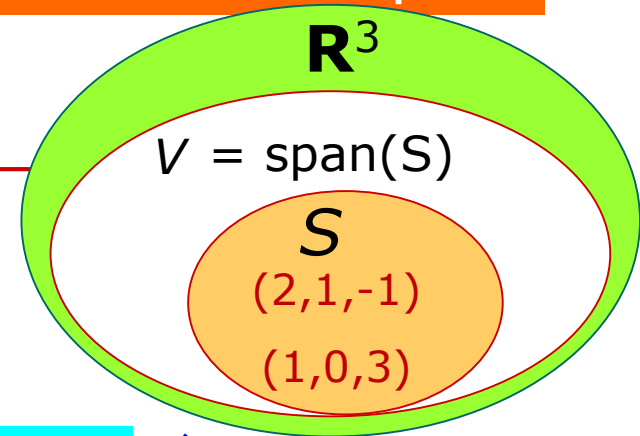 R³
V = span(S)
S
(2,1,-1)
(1,0,3)